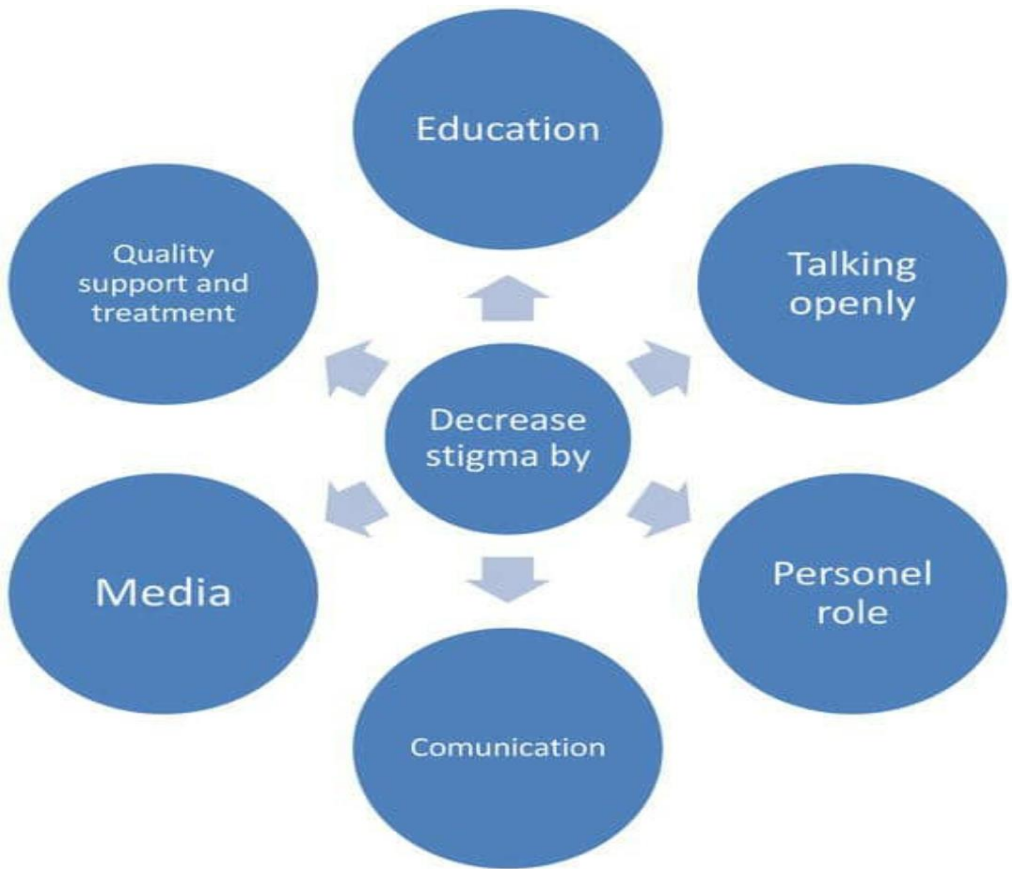 Education
Quality
support and
treatment
Talking
openly
Decrease
stigma by
Media
Personel
role
Comunication